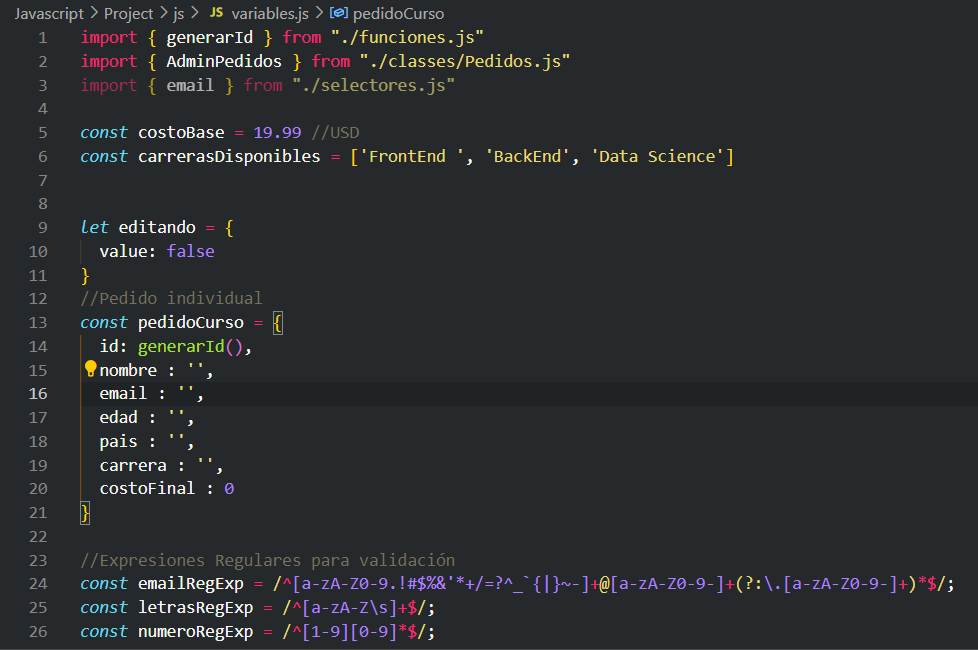 Javascript > Project > js > JS variables.js > pedidoCurso
1 import { generarId } from "./funciones.js"
2 import { AdminPedidos } from "./classes/Pedidos.js"
3 import { email } from "./selectores.js"
4
5 const costoBase = 19.99 //USD
6 const carrerasDisponibles = ['FrontEnd ', 'BackEnd', 'Data Science']
7
8
9 let editando = {
10 value: false
11 }
12 //Pedido individual
13 const pedidoCurso = {
14 id: generarId(),
15 nombre : '',
16 email : '',
17 edad : '',
18 pais : '',
19 carrera : '',
20 costoFinal : 0
21 }
22
23 //Expresiones Regulares para validación
24 const emailRegExp = /^[a-zA-Z0-9.!#$%&'*+/=?^_`{|}~-]+@[a-zA-Z0-9-]+(?:\.[a-zA-Z0-9-]+)*$/;
25 const letrasRegExp = /^[a-zA-Z\s]+$/;
26 const numeroRegExp = /^[1-9][0-9]*$/;